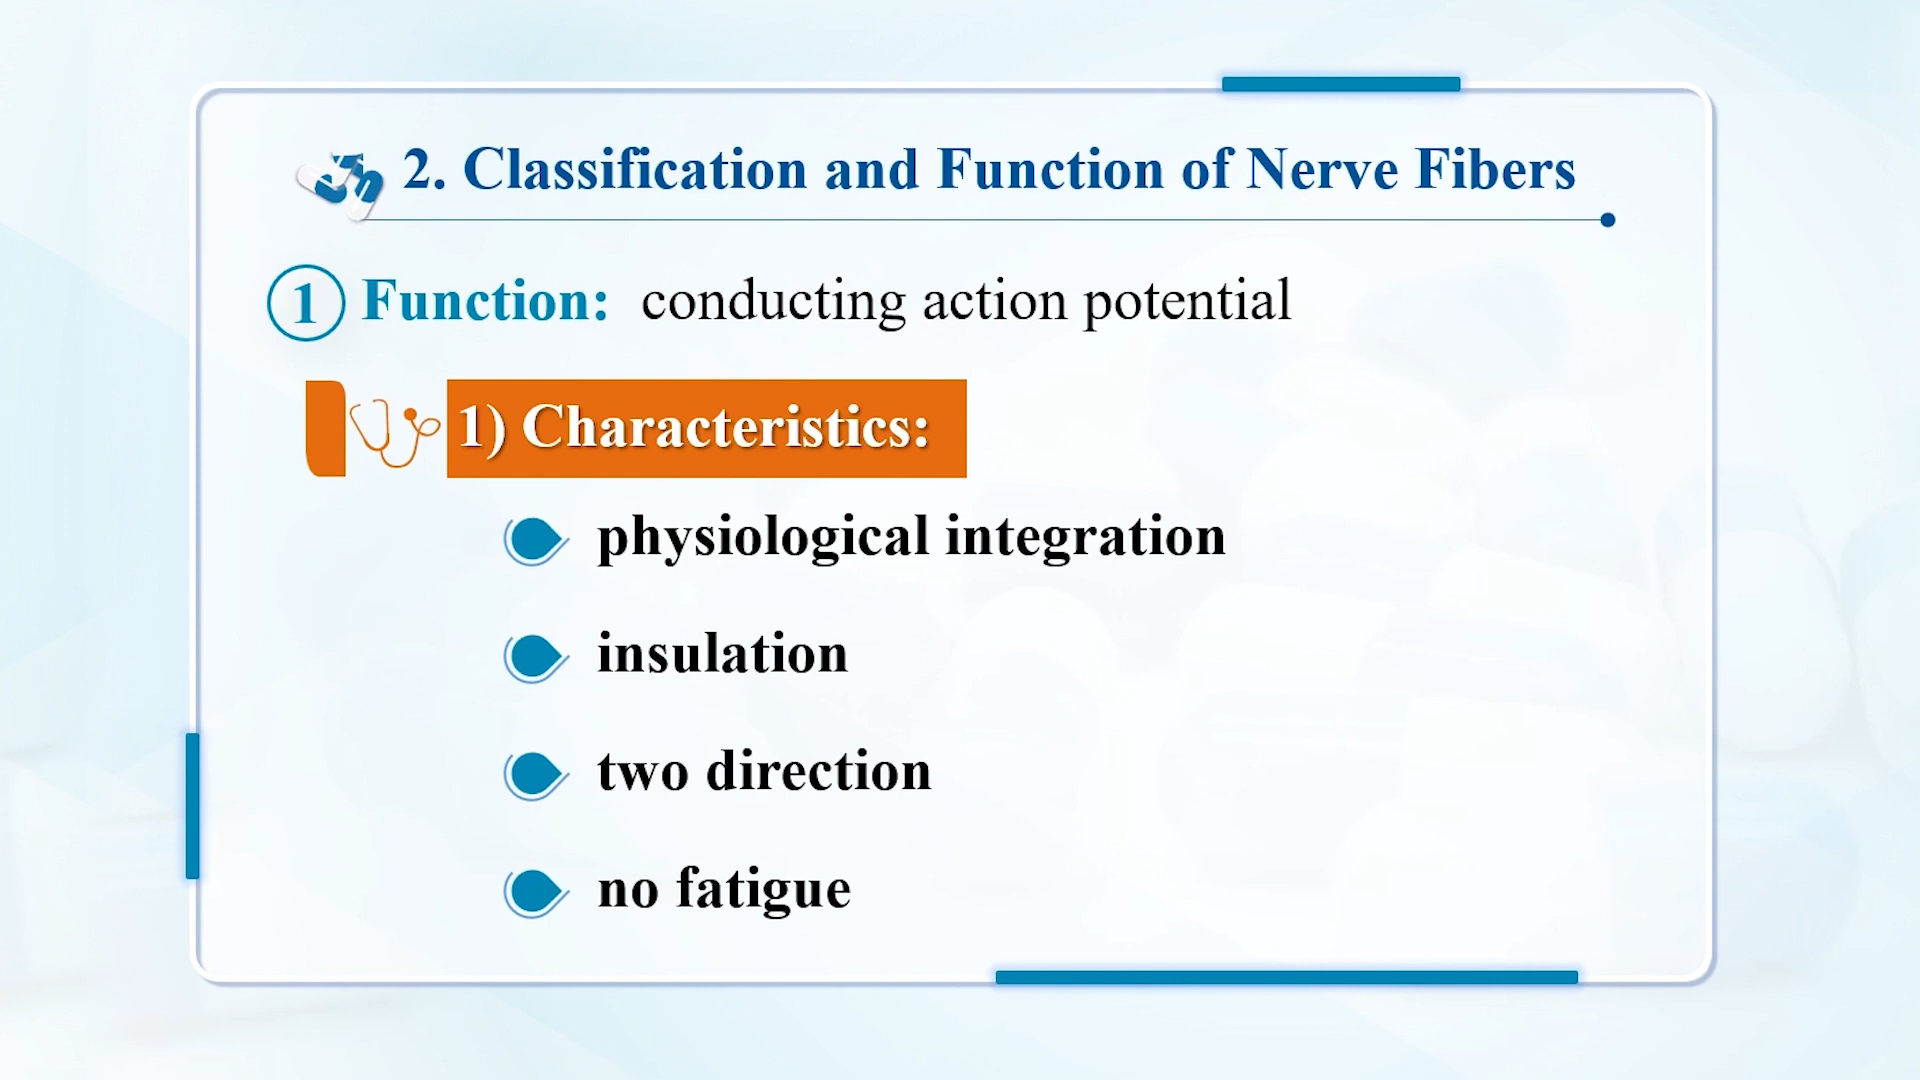 2. Classification and Function of Nerve Fibers
1 Function: conducting action potential
1) Characteristics:
physiological integration
insulation
two direction
no fatigue